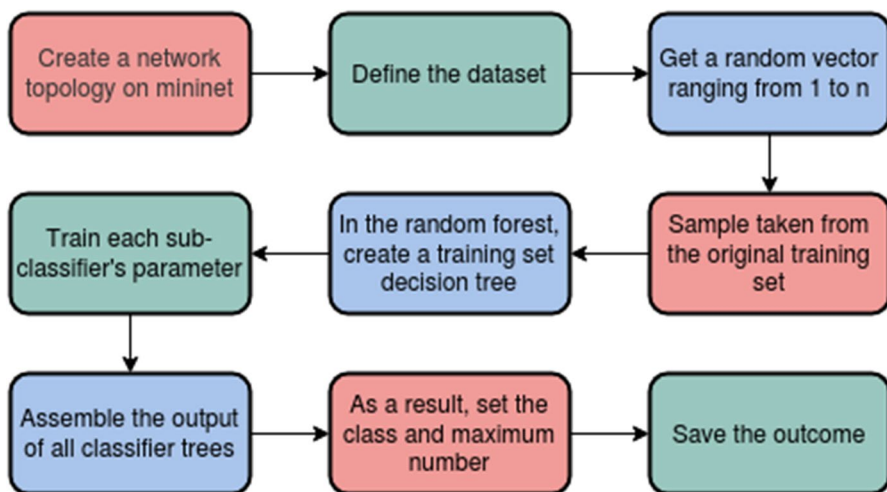 Create a network
topology on mininet
Define the dataset
Get a random vector
ranging from 1 to n
Sample taken from
the original training
set
In the random forest,
create a training set
decision tree
Train each sub-
classifier's parameter
Assemble the output
of all classifier trees
As a result, set the
class and maximum
number
Save the outcome